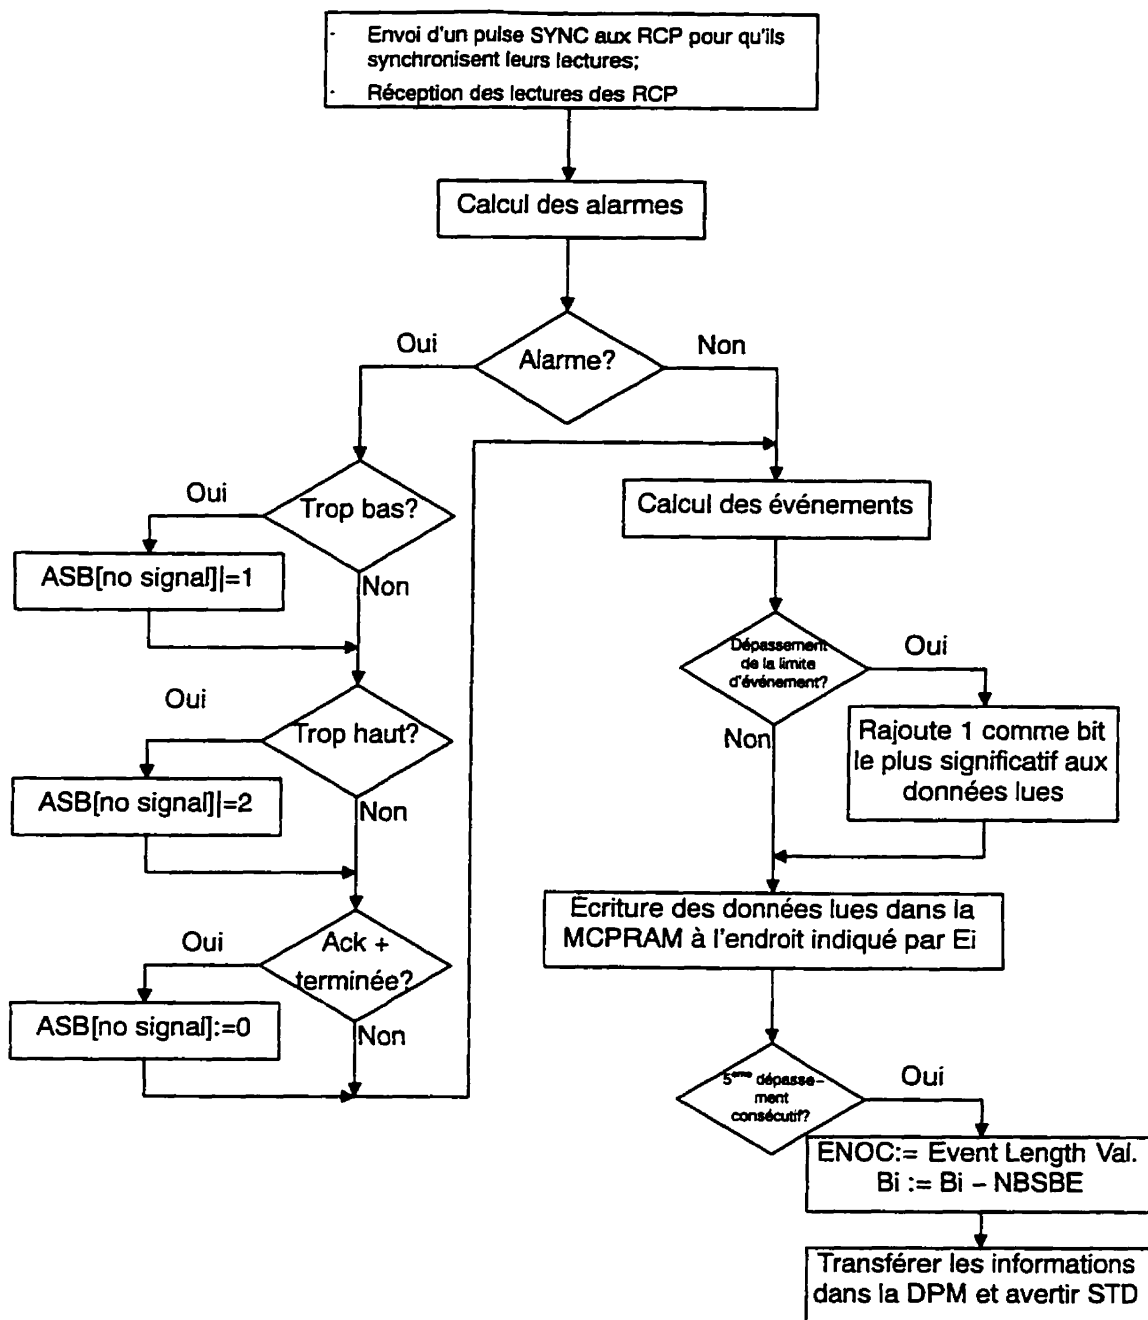 - Envoi d'un pulse SYNC aux RCP pour qu'ils
synchronisent leurs lectures;
- Réception des lectures des RCP
Calcul des alarmes
Alarme?
Oui
Non
Trop bas?
Oui
Non
ASB[no signal]|=1
Trop haut?
Oui
Non
ASB[no signal]|=2
Ack +
terminée?
Oui
Non
ASB[no signal]:=0
Calcul des événements
Dépassement
de la limite
d'événement?
Oui
Non
Rajoute 1 comme bit
le plus significatif aux
données lues
Ecriture des données lues dans la
MCPRAM à l'endroit indiqué par Ei
5ème dépasse–
ment
consécutif?
Oui
ENOC:= Event Length Val.
Bi := Bi – NBSBE
Transférer les informations
dans la DPM et avertir STD